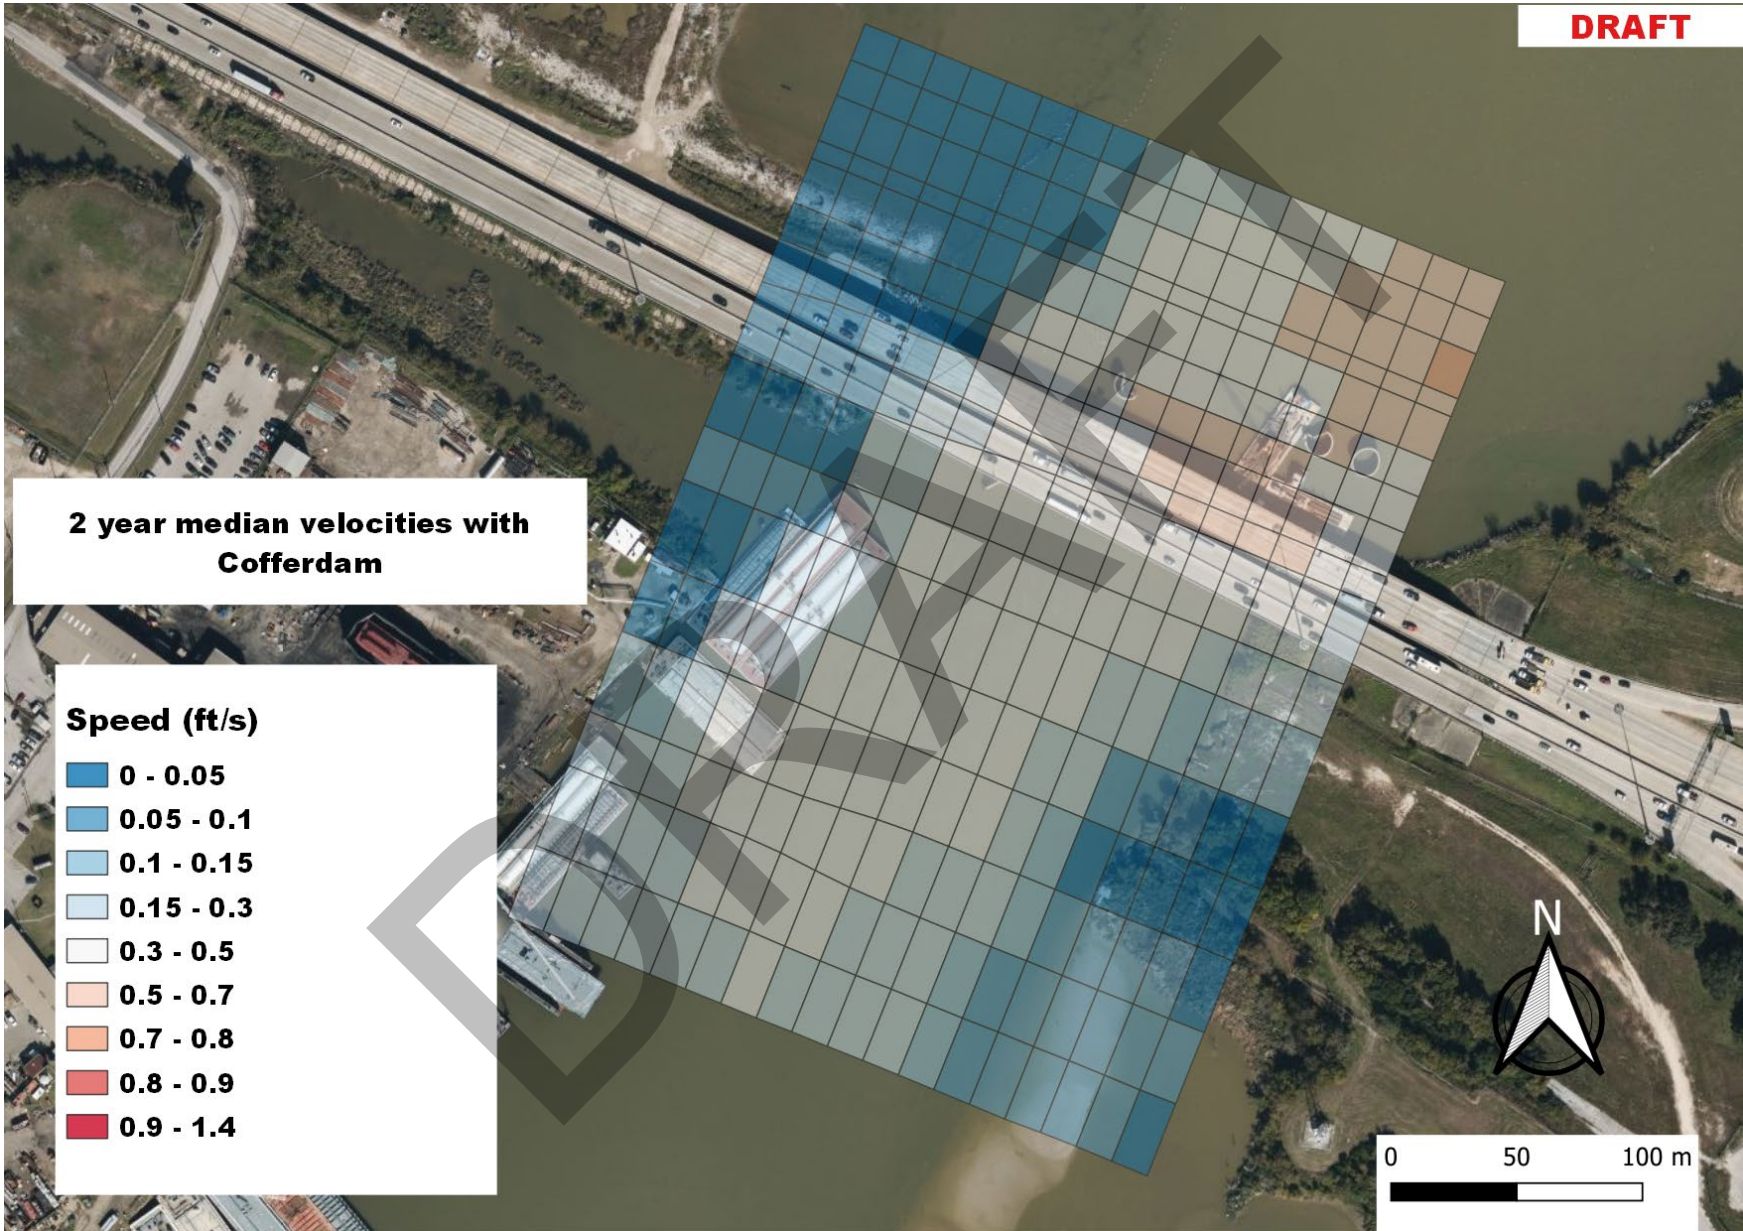 DRAFT
2 year median velocities with
Cofferdam
DRAFT
Speed (ft/s)
0 - 0.05
0.05 - 0.1
0.1 - 0.15
0.15 - 0.3
0.3 - 0.5
0.5 - 0.7
0.7 - 0.8
0.8 - 0.9
0.9 - 1.4
N
0 50 100 m